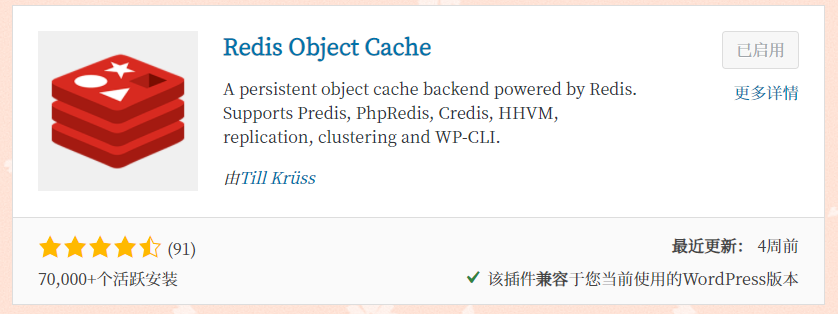 Redis Object Cache
已启用
更多详情
A persistent object cache backend powered by Redis.
Supports Predis, PhpRedis, Credis, HHVM,
replication, clustering and WP-CLI.
由Till Krüss
(91)
最近更新： 4周前
70,000+个活跃安装
该插件兼容于您当前使用的WordPress版本